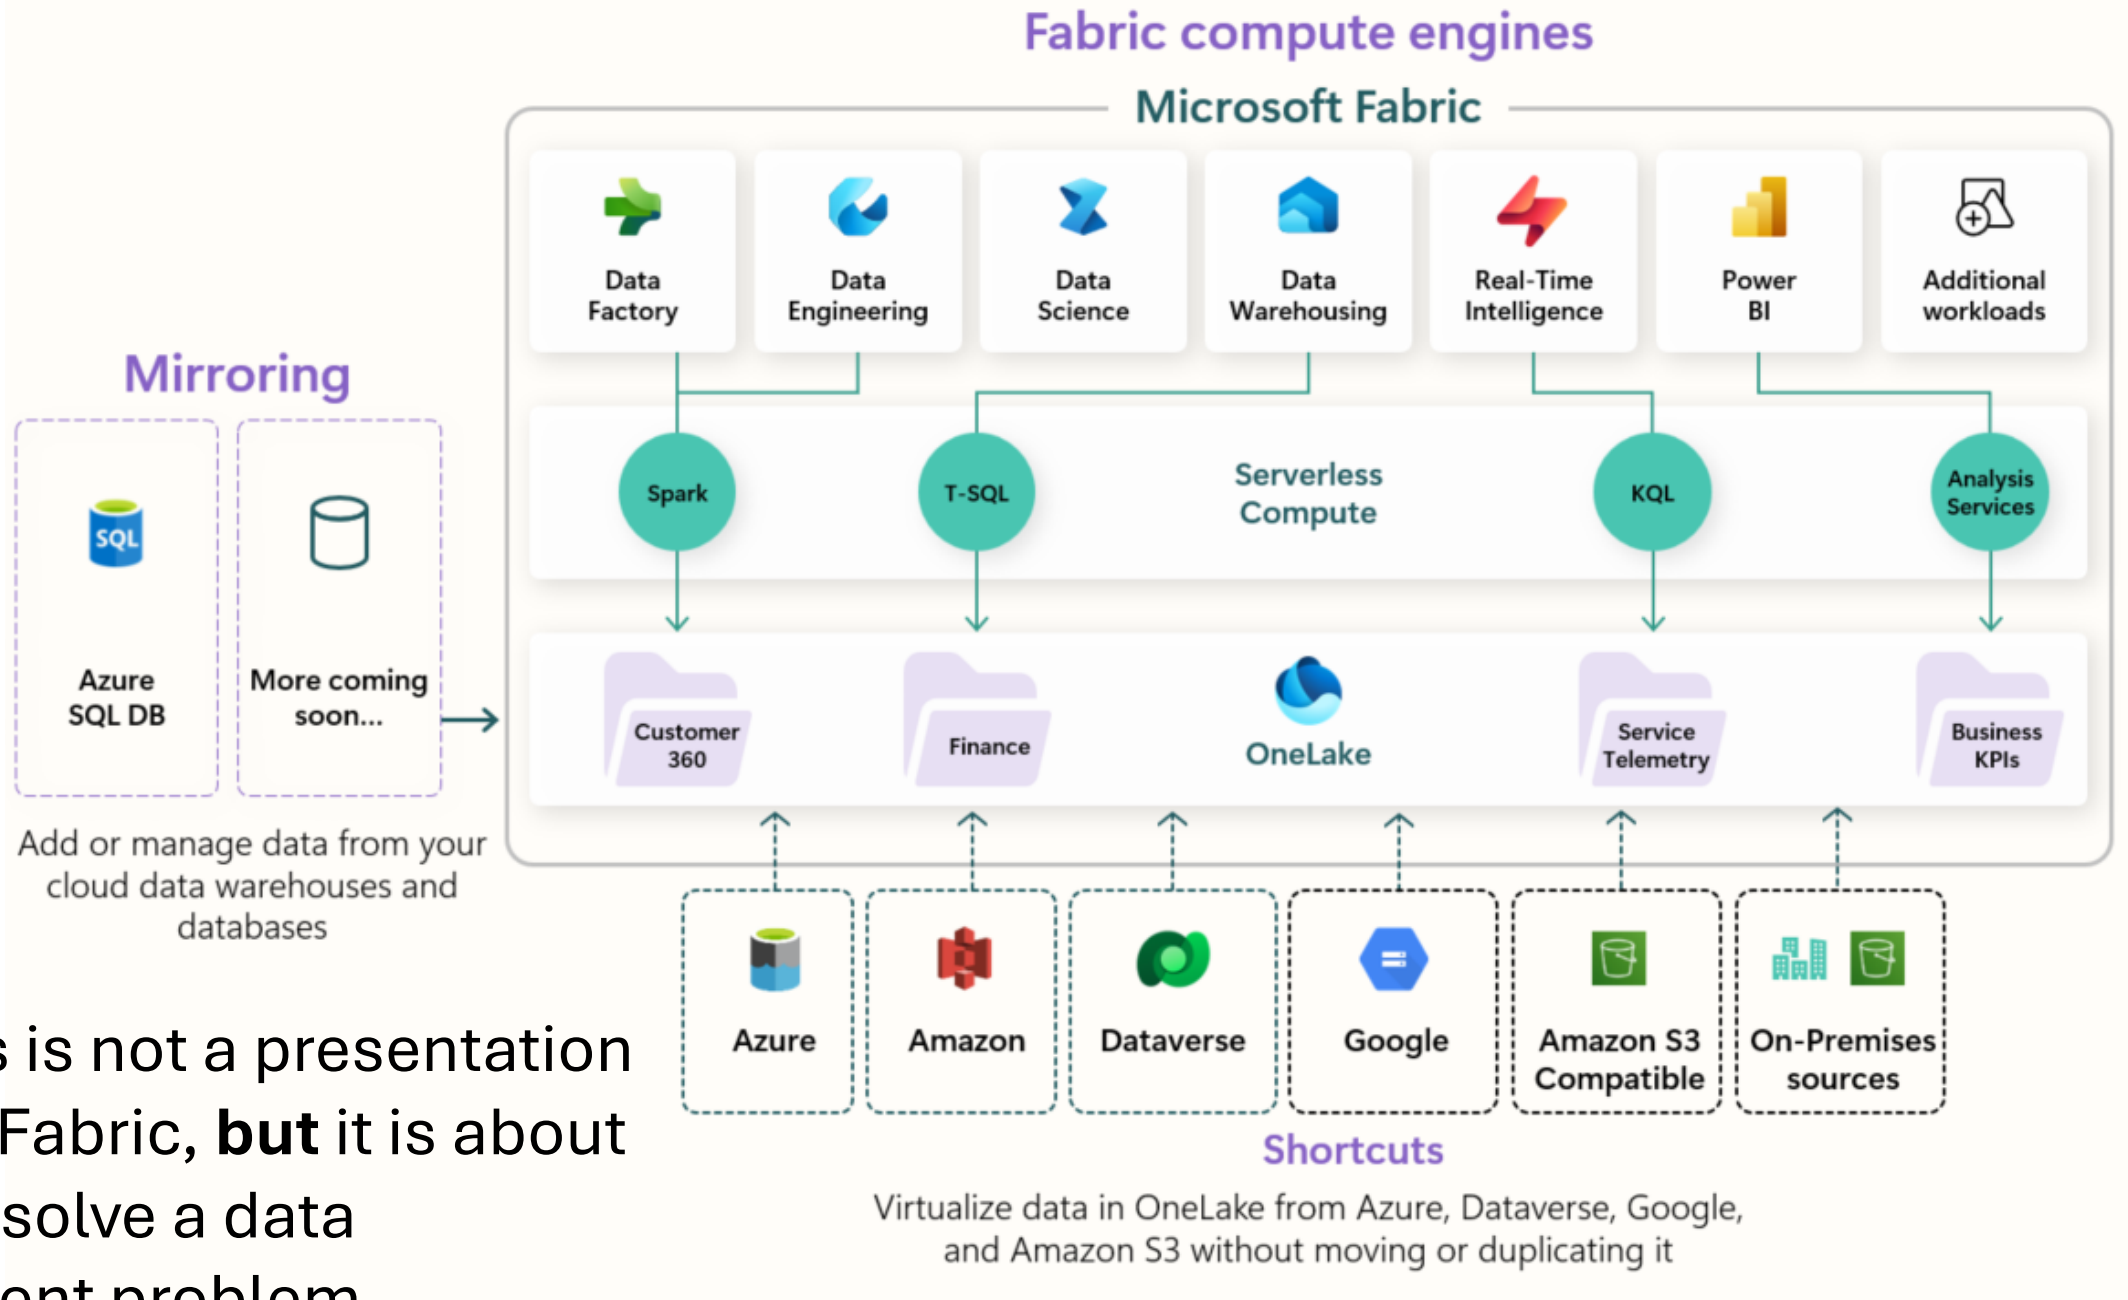 Fabric compute engines
Microsoft Fabric
Data
Factory
Data
Engineering
Data
Science
Data
Warehousing
Real-Time
Intelligence
Power
BI
Additional
workloads
Mirroring
SQL
Azure
SQL DB
More coming
soon...
Add or manage data from your
cloud data warehouses and
databases
Spark
T-SQL
Serverless
Compute
KQL
Analysis
Services
Customer
360
Finance
OneLake
Service
Telemetry
Business
KPIs
Azure
Amazon
Dataverse
Google
Amazon S3
Compatible
On-Premises
sources
Shortcuts
Virtualize data in OneLake from Azure, Dataverse, Google,
and Amazon S3 without moving or duplicating it
s is not a presentation
Fabric, but it is about
solve a data
ent problem